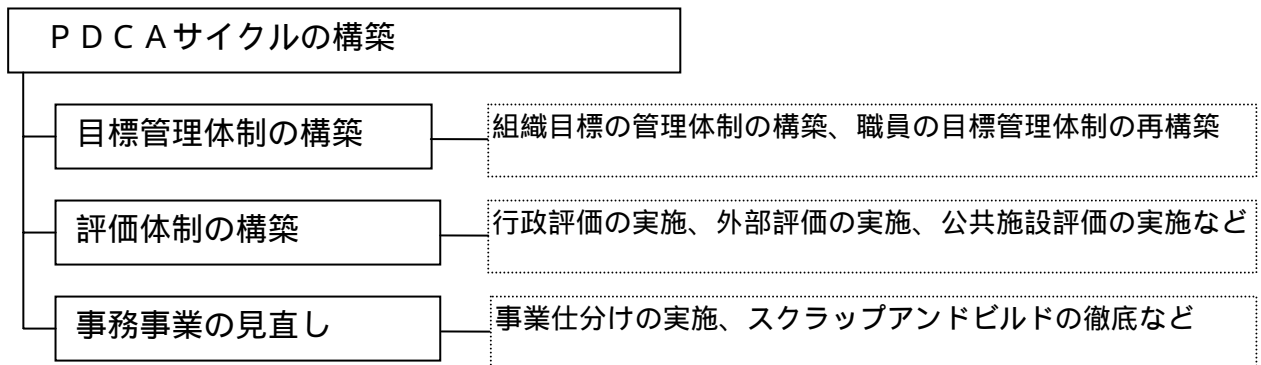 ＰＤＣＡサイクルの構築
目標管理体制の構築
組織目標の管理体制の構築、職員の目標管理体制の再構築
評価体制の構築
行政評価の実施、外部評価の実施、公共施設評価の実施など
事務事業の見直し
事業仕分けの実施、スクラップアンドビルドの徹底など